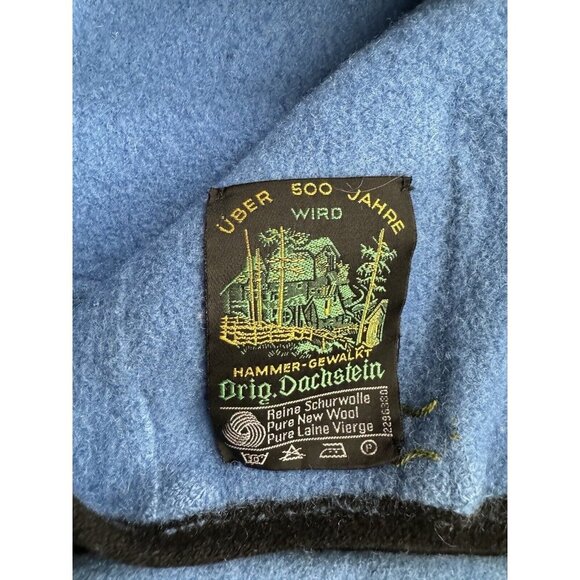 ÜBER 500 JAHRE
WIRD
HAMMER-GEWALKT
Orig. Dachstein
Reine Schurwolle
Pure New Wool
Pure Laine Vierge
P